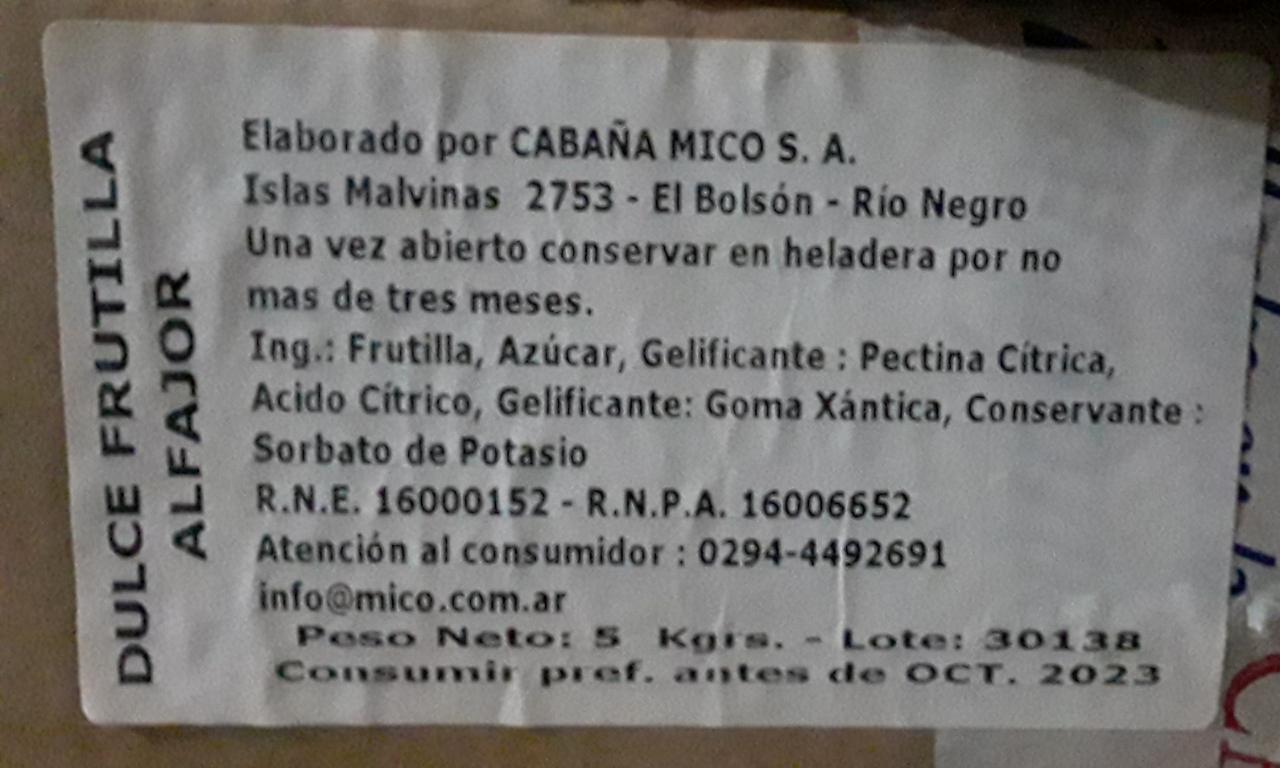 DULCE FRUTILLA
ALFAJOR
Elaborado por CABAÑA MICO S. A.
Islas Malvinas 2753 - El Bolsón - Río Negro
Una vez abierto conservar en heladera por no
mas de tres meses.
Ing.: Frutilla, Azúcar, Gelificante : Pectina Cítrica,
Acido Cítrico, Gelificante: Goma Xántica, Conservante :
Sorbato de Potasio
R.N.E. 16000152 - R.N.P.A. 16006652
Atención al consumidor : 0294-4492691
info@mico.com.ar
Peso Neto: 5 Kgrs. - Lote: 30138
Consumir pref. antes de OCT. 2023